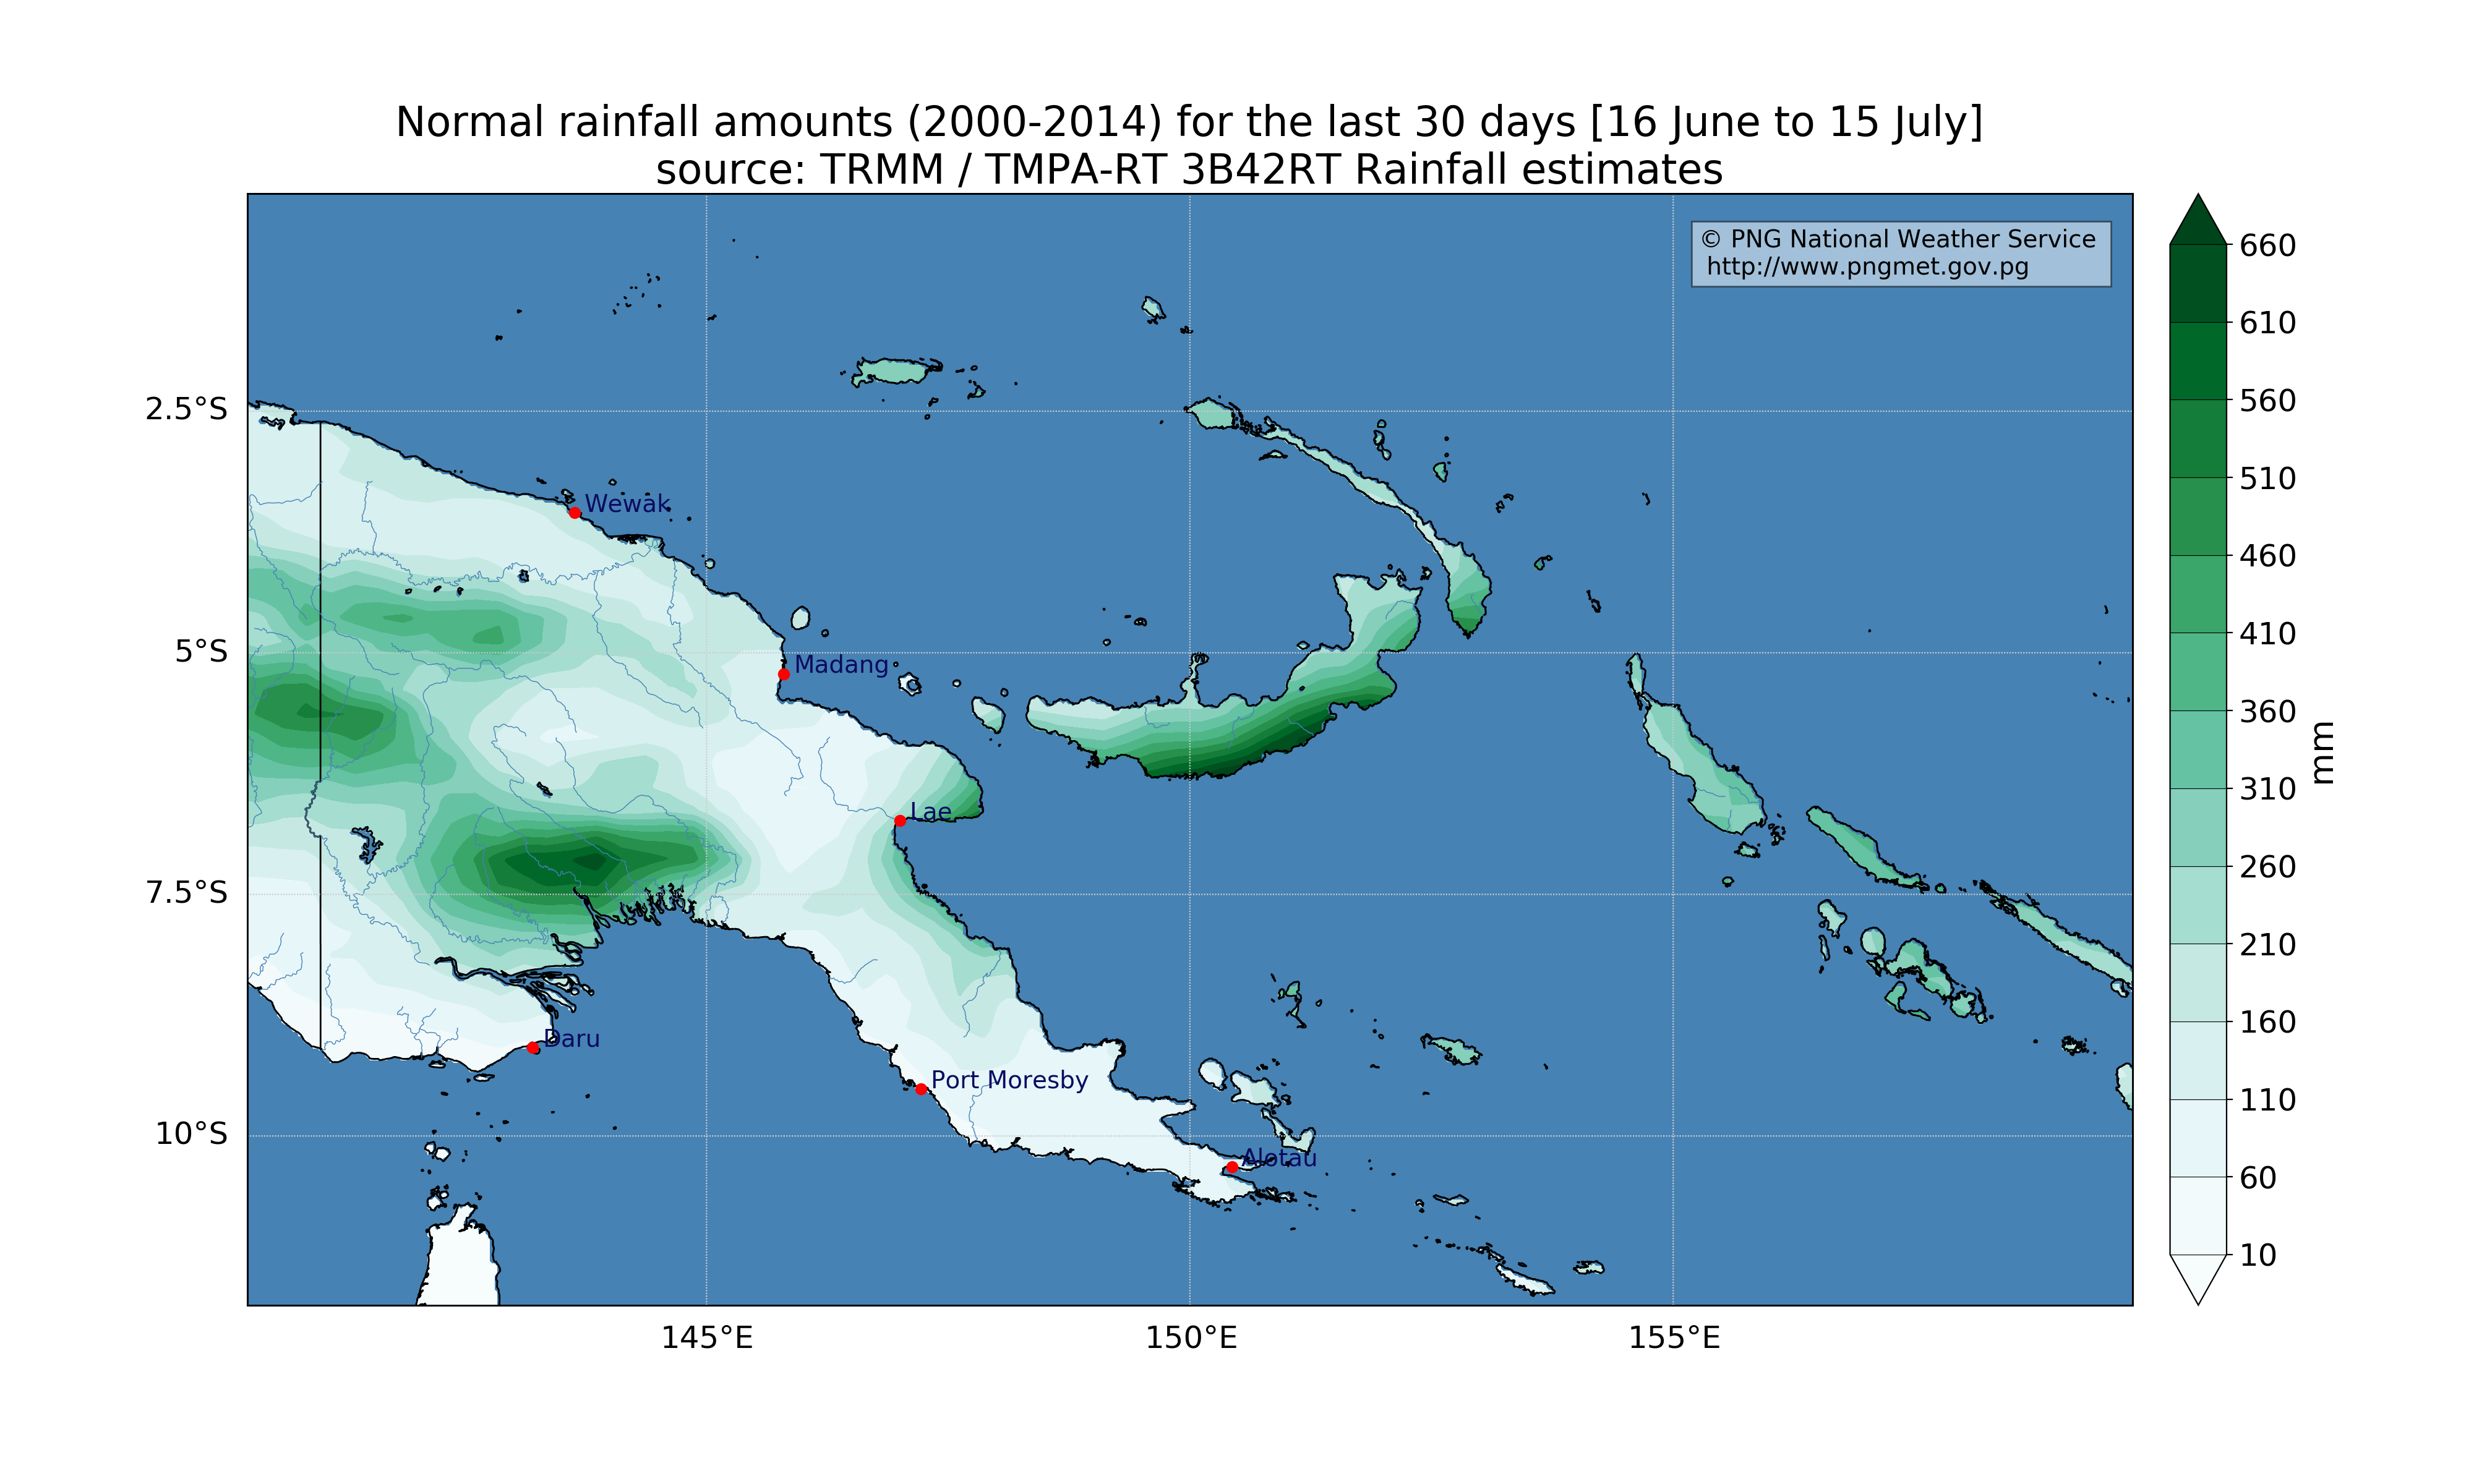 Normal rainfall amounts (2000-2014) for the last 30 days [16 June to 15 July]
source: TRMM / TMPA-RT 3B42RT Rainfall estimates
© PNG National Weather Service
http://www.pngmet.gov.pg
2.5°S
5°S
7.5°S
10°S
Wewak
Madang
Lae
Daru
Port Moresby
Alotau
145°E
150°E
155°E
660
610
560
510
460
410
360
310
260
210
160
110
60
10
mm